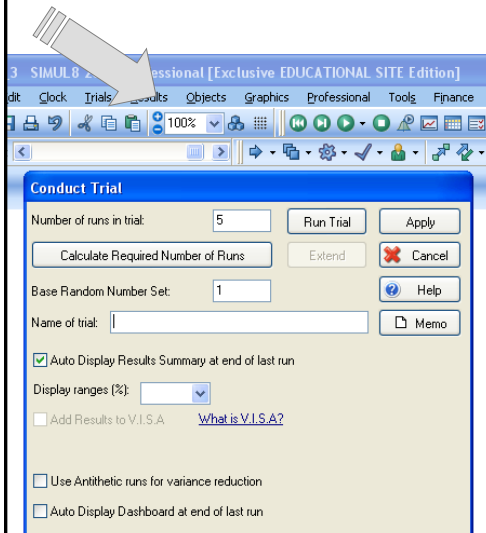 3 SIMUL8 2 essional [Exclusive EDUCATIONAL SITE Edition]
dit Clock Trials Results Objects Graphics Professional Tools Finance
100%
Conduct Trial
Number of runs in trial: 5 Run Trial Apply
Calculate Required Number of Runs Extend Cancel
Base Random Number Set: 1 Help
Name of trial: Memo
Auto Display Results Summary at end of last run
Display ranges (%):
Add Results to V.I.S.A What is V.I.S.A?
Use Antithetic runs for variance reduction
Auto Display Dashboard at end of last run